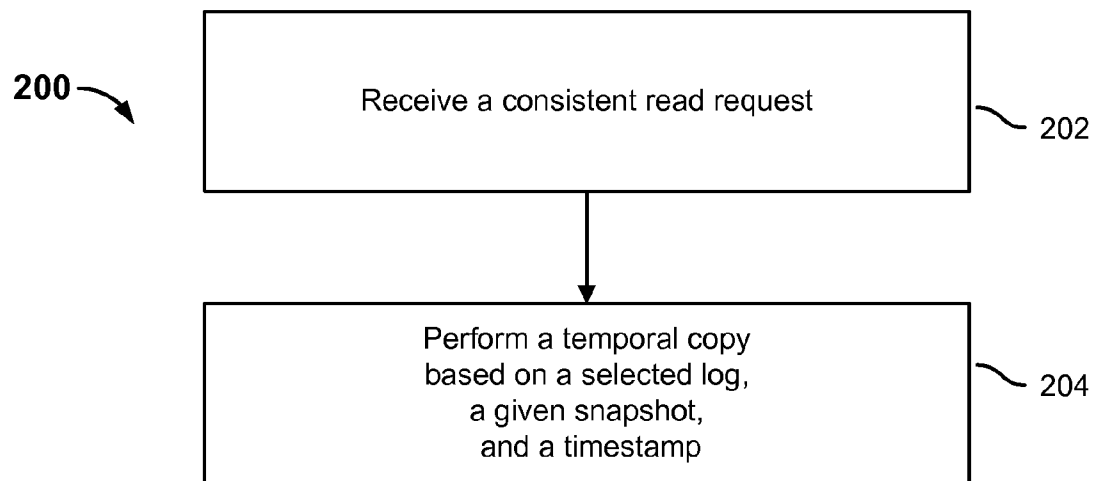 200
Receive a consistent read request
202
Perform a temporal copy
based on a selected log,
a given snapshot,
and a timestamp
204